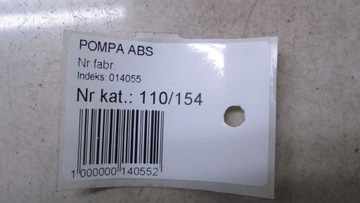 POMPA ABS
Nr fabr.
Indeks: 014055
Nr kat.: 110/154
1 000000 140552